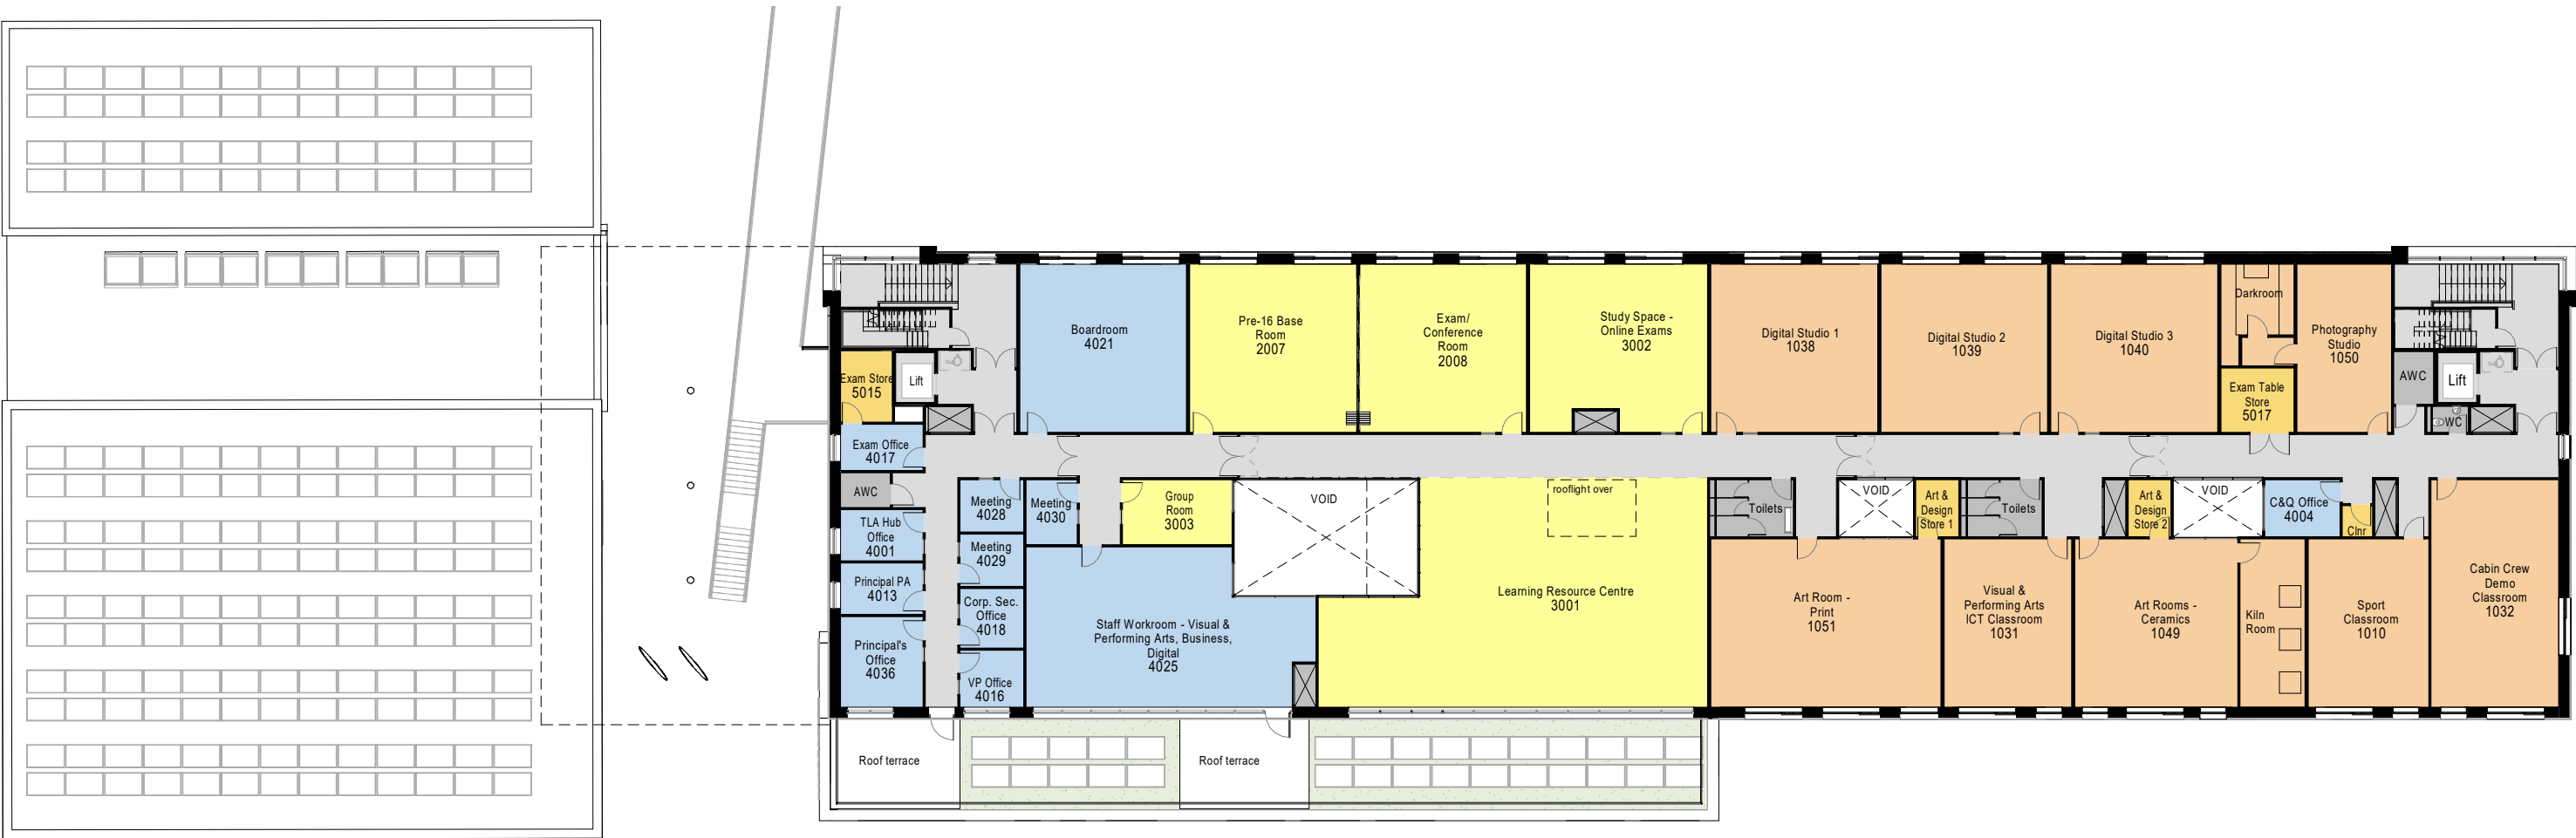 Boardroom
4021
Pre-16 Base
Room
2007
Exam/
Conference
Room
2008
Study Space -
Online Exams
3002
Digital Studio 1
1038
Digital Studio 2
1039
Digital Studio 3
1040
Darkroom
Photography
Studio
1050
Exam Table
Store
5017
AWC
Lift
WC
Exam Store
5015
Lift
Exam Office
4017
AWC
TLA Hub
Office
4001
Principal PA
4013
Principal's
Office
4036
Meeting
4028
Meeting
4029
Corp. Sec.
Office
4018
VP Office
4016
Meeting
4030
Group
Room
3003
VOID
Staff Workroom - Visual &
Performing Arts, Business,
Digital
4025
rooflight over
Learning Resource Centre
3001
Toilets
VOID
Art &
Design
Store 1
Toilets
Art &
Design
Store 2
VOID
C&Q Office
4004
Clnr
Art Room -
Print
1051
Visual &
Performing Arts
ICT Classroom
1031
Art Rooms -
Ceramics
1049
Kiln
Room
Sport
Classroom
1010
Cabin Crew
Demo
Classroom
1032
Roof terrace
Roof terrace